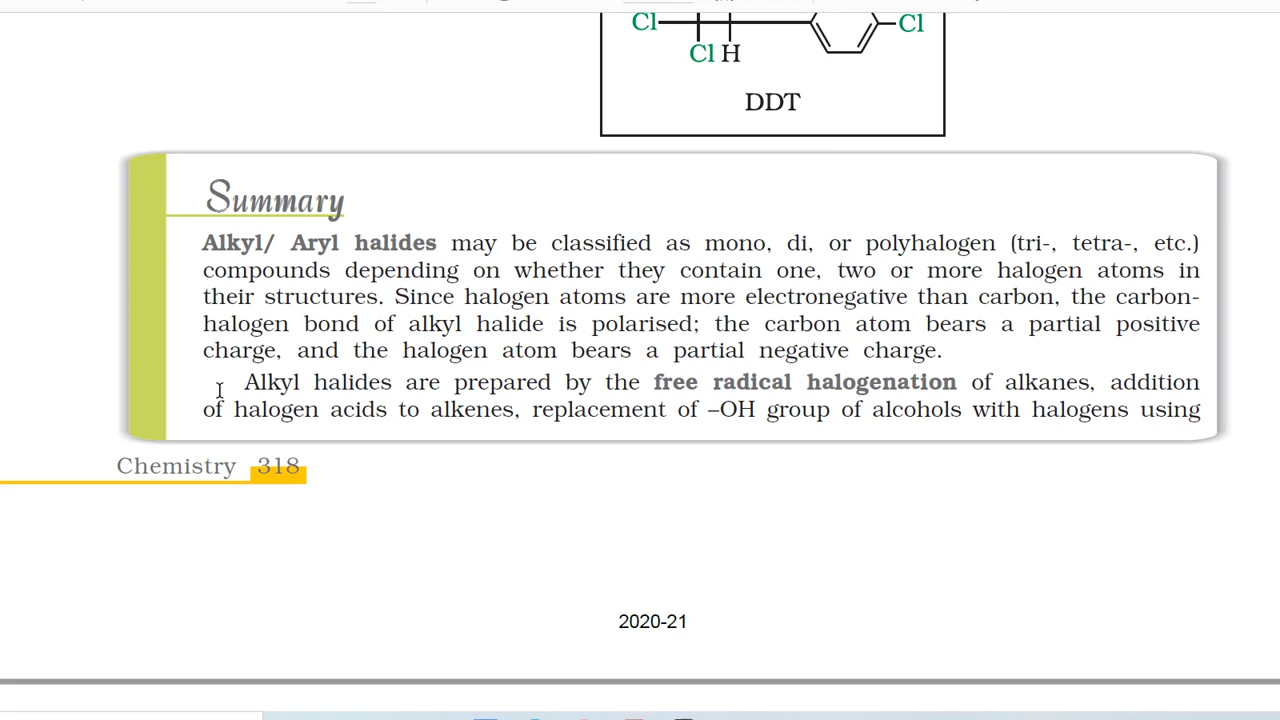 Cl Cl
Cl H
DDT
Summary
Alkyl/ Aryl halides may be classified as mono, di, or polyhalogen (tri-, tetra-, etc.)
compounds depending on whether they contain one, two or more halogen atoms in
their structures. Since halogen atoms are more electronegative than carbon, the carbon-
halogen bond of alkyl halide is polarised; the carbon atom bears a partial positive
charge, and the halogen atom bears a partial negative charge.
Alkyl halides are prepared by the free radical halogenation of alkanes, addition
of halogen acids to alkenes, replacement of –OH group of alcohols with halogens using
Chemistry 318
2020-21